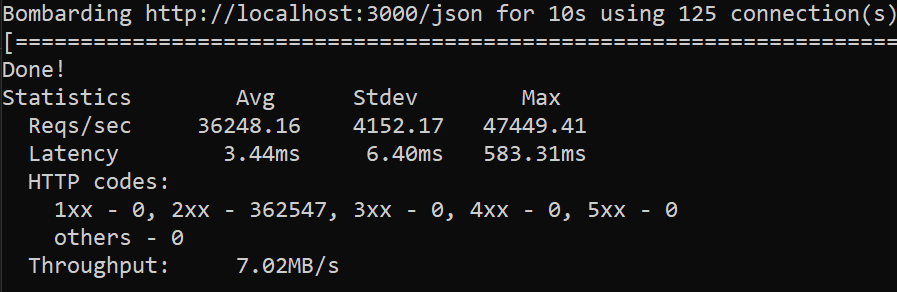 Bombarding http://localhost:3000/json for 10s using 125 connection(s)
[=====================================================================
Done!
Statistics        Avg      Stdev        Max
  Reqs/sec     36248.16    4152.17   47449.41
  Latency        3.44ms     6.40ms   583.31ms
  HTTP codes:
    1xx - 0, 2xx - 362547, 3xx - 0, 4xx - 0, 5xx - 0
    others - 0
  Throughput:     7.02MB/s